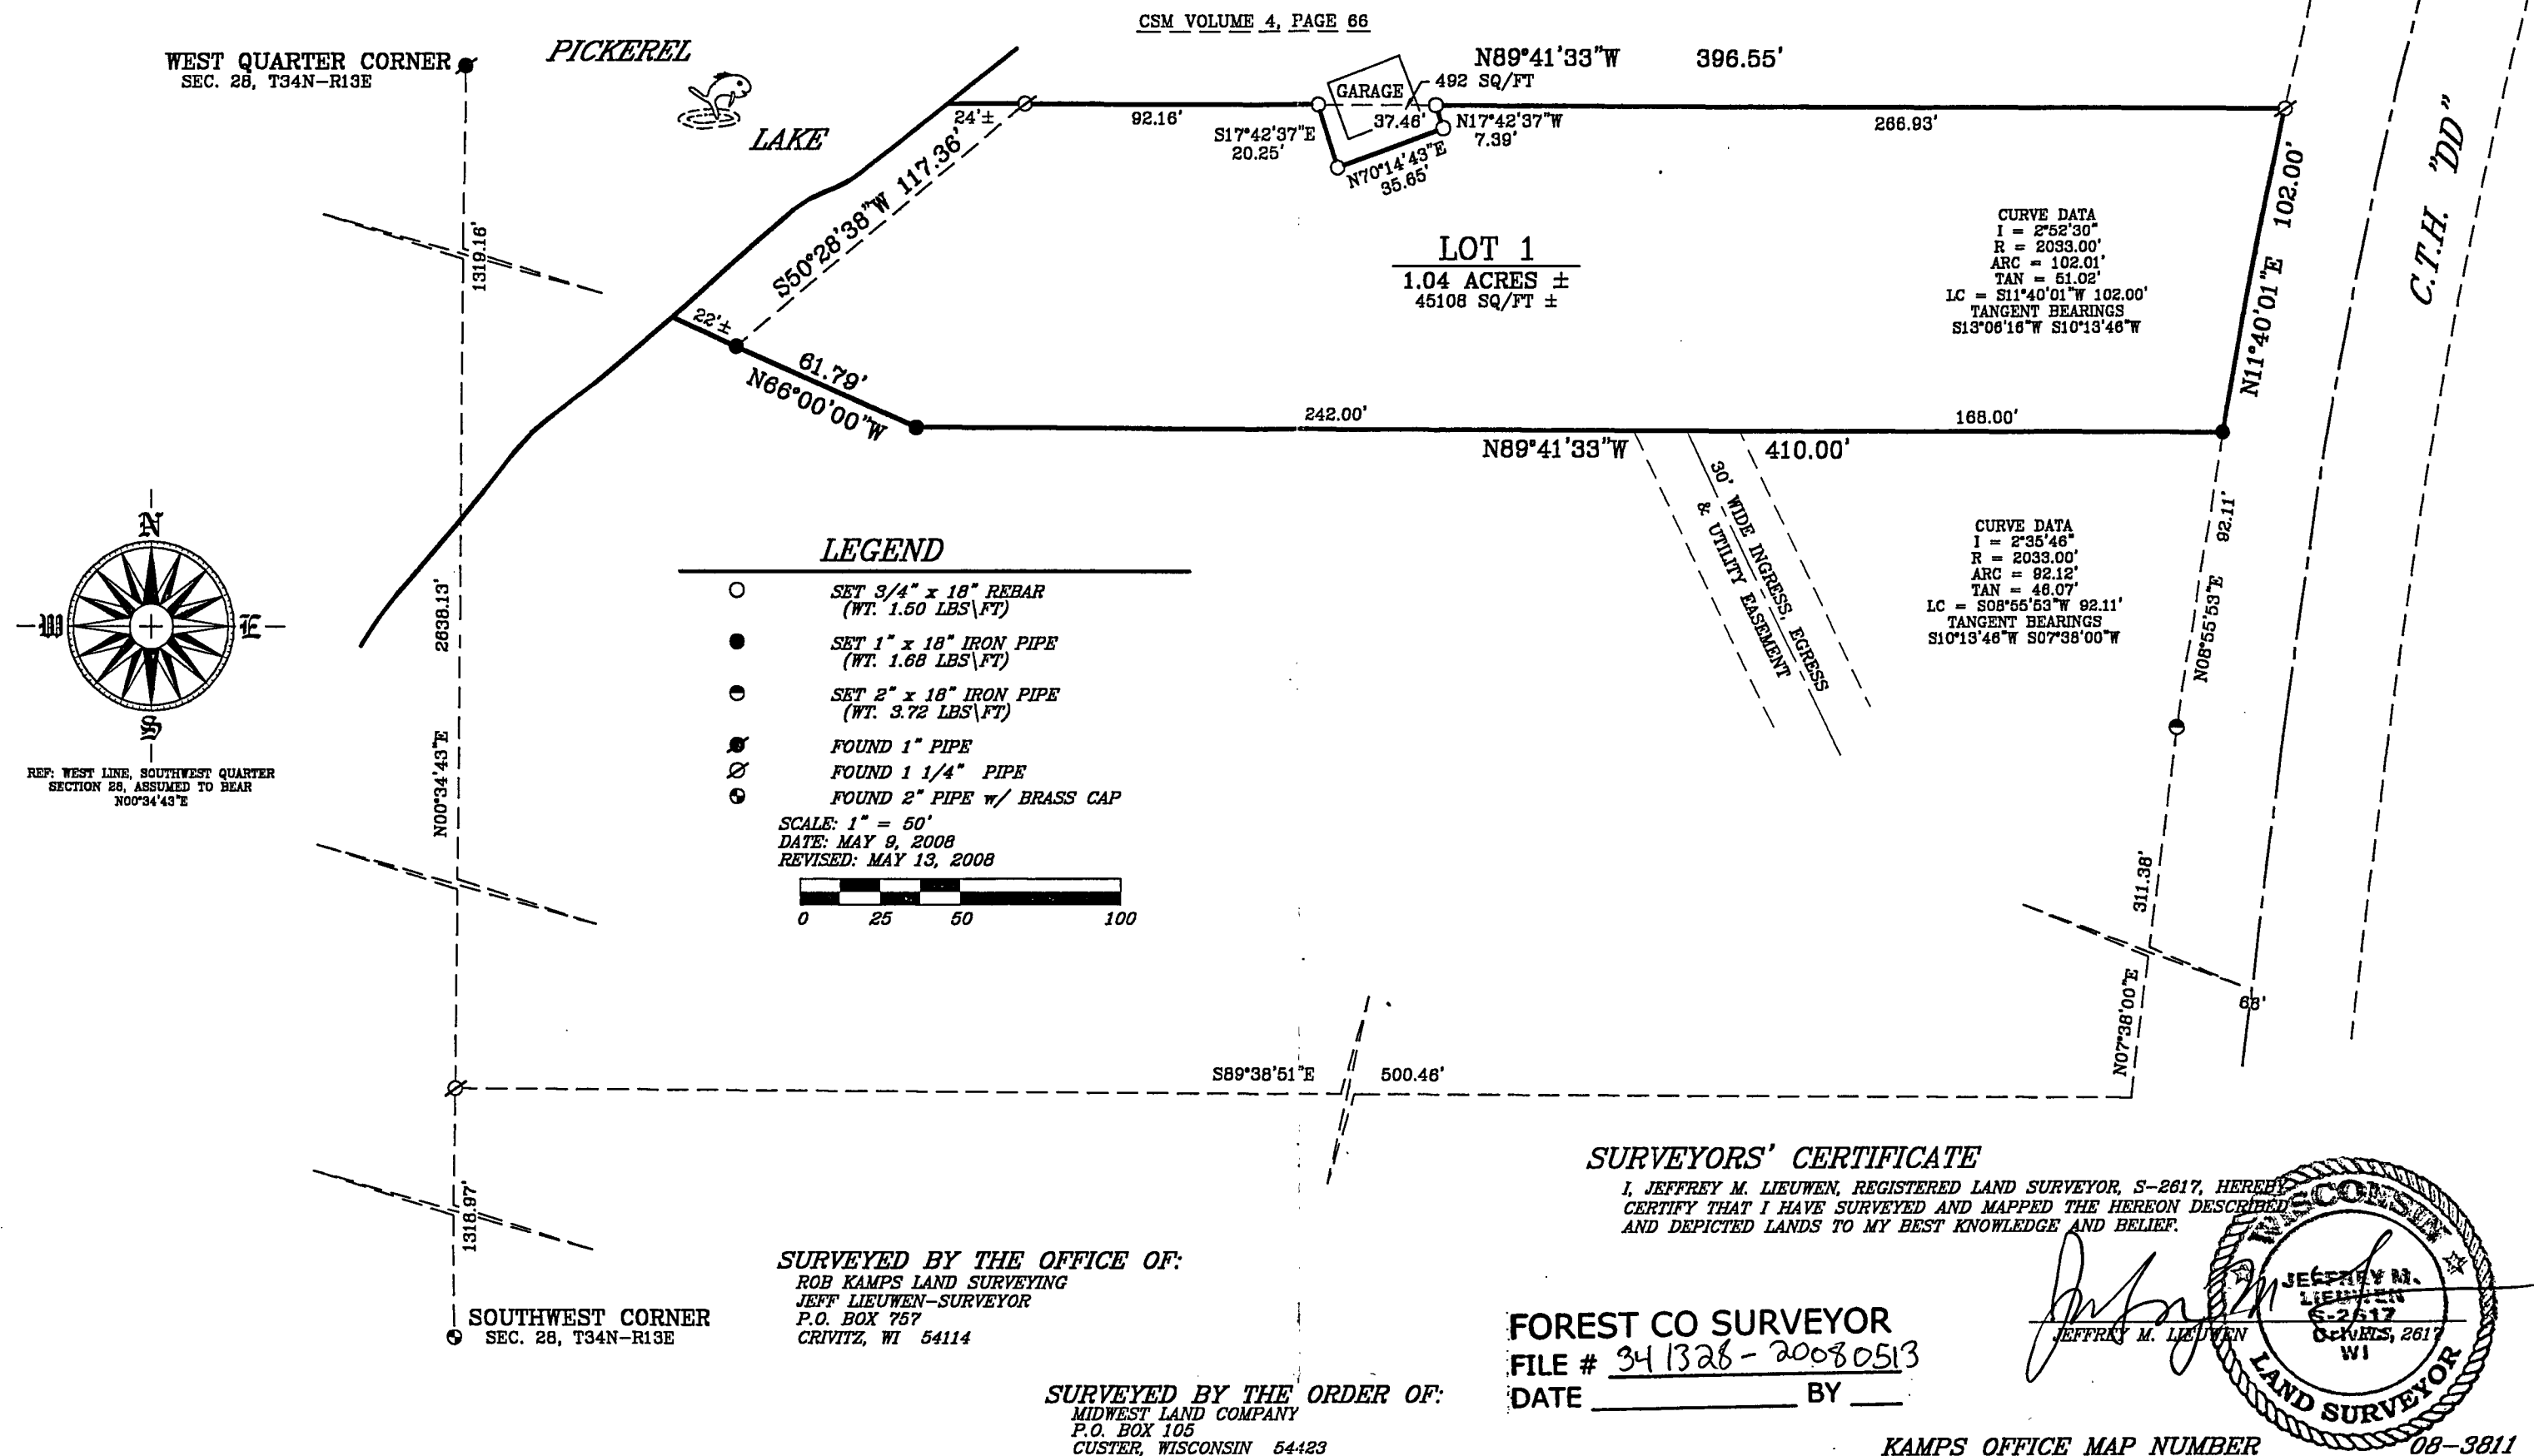 CSM VOLUME 4, PAGE 66
WEST QUARTER CORNER
SEC. 28, T34N-R13E
PICKEREL
LAKE
N89°41'33"W 396.55'
492 SQ/FT
GARAGE
24'±
92.16'
S17°42'37"E
20.25'
37.46'
N17°42'37"W
7.39'
N70°14'43"E
35.65'
266.93'
S50°28'38"W 117.36'
1319.16'
22'±
61.79'
N66°00'00"W
LOT 1
1.04 ACRES ±
45108 SQ/FT ±
CURVE DATA
I = 2°52'30"
R = 2033.00'
ARC = 102.01'
TAN = 51.02'
LC = S11°40'01"W 102.00'
TANGENT BEARINGS
S13°06'16"W S10°13'46"W
N11°40'01"E 102.00'
C.T.H. "DD"
242.00'
168.00'
N89°41'33"W
410.00'
30' WIDE INGRESS, EGRESS
& UTILITY EASEMENT
92.11'
N08°55'53"E
CURVE DATA
I = 2°35'46"
R = 2033.00'
ARC = 92.12'
TAN = 46.07'
LC = S08°55'53"W 92.11'
TANGENT BEARINGS
S10°13'46"W S07°38'00"W
N
W
E
S
REF: WEST LINE, SOUTHWEST QUARTER
SECTION 28, ASSUMED TO BEAR
N00°34'43"E
2638.13'
N00°34'43"E
LEGEND
SET 3/4" x 18" REBAR
(WT. 1.50 LBS\FT)
SET 1" x 18" IRON PIPE
(WT. 1.68 LBS\FT)
SET 2" x 18" IRON PIPE
(WT. 3.72 LBS\FT)
FOUND 1" PIPE
FOUND 1 1/4" PIPE
FOUND 2" PIPE w/ BRASS CAP
SCALE: 1" = 50'
DATE: MAY 9, 2008
REVISED: MAY 13, 2008
0 25 50 100
311.38'
N07°38'00"E
66'
S89°38'51"E
500.46'
1318.97'
SOUTHWEST CORNER
SEC. 28, T34N-R13E
SURVEYED BY THE OFFICE OF:
ROB KAMPS LAND SURVEYING
JEFF LIEUWEN-SURVEYOR
P.O. BOX 757
CRIVITZ, WI 54114
SURVEYED BY THE ORDER OF:
MIDWEST LAND COMPANY
P.O. BOX 105
CUSTER, WISCONSIN 54423
SURVEYORS' CERTIFICATE
I, JEFFREY M. LIEUWEN, REGISTERED LAND SURVEYOR, S-2617, HEREBY
CERTIFY THAT I HAVE SURVEYED AND MAPPED THE HEREON DESCRIBED
AND DEPICTED LANDS TO MY BEST KNOWLEDGE AND BELIEF.
FOREST CO SURVEYOR
FILE # 341328-20080513
DATE BY
JEFFREY M. LIEUWEN RLS, 2617
WISCONSIN
JEFFREY M.
LIEUWEN
S-2617
WI
LAND SURVEYOR
KAMPS OFFICE MAP NUMBER 08-3811